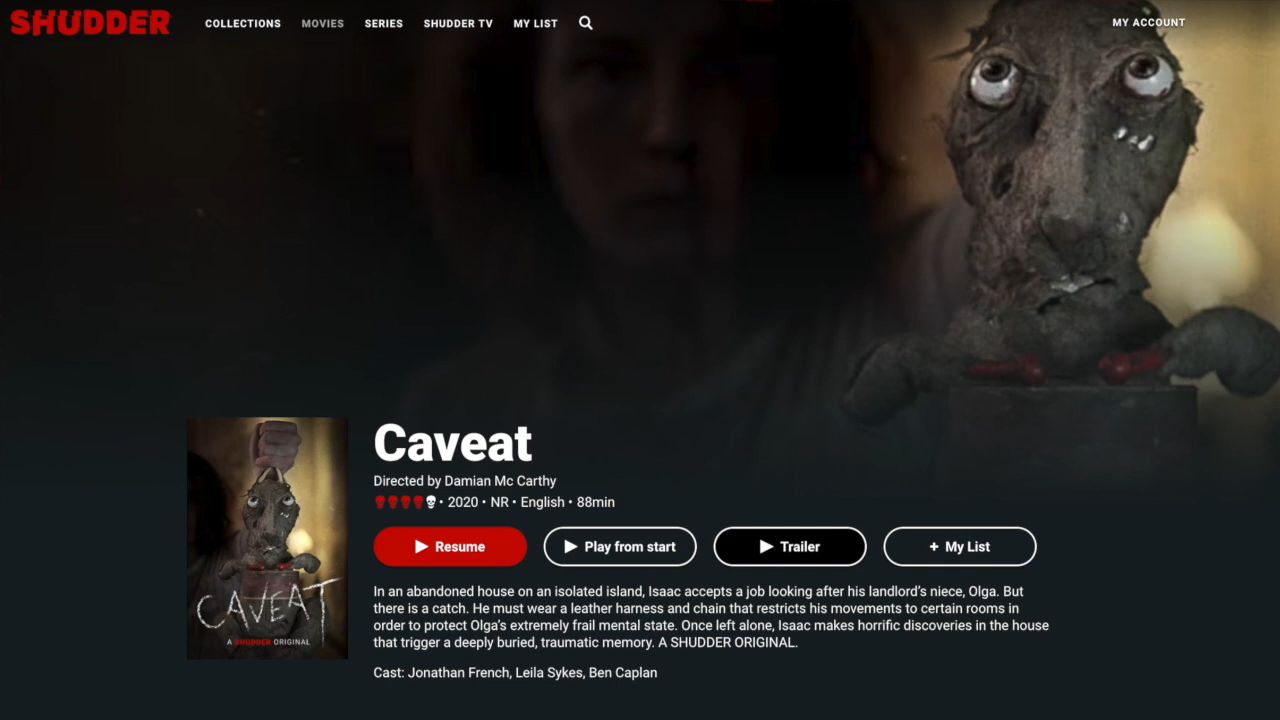 SHUDDER COLLECTIONS MOVIES SERIES SHUDDER TV MY LIST MY ACCOUNT
Caveat
Directed by Damian Mc Carthy
• 2020 • NR • English • 88min
Resume Play from start Trailer + My List
In an abandoned house on an isolated island, Isaac accepts a job looking after his landlord’s niece, Olga. But
there is a catch. He must wear a leather harness and chain that restricts his movements to certain rooms in
order to protect Olga’s extremely frail mental state. Once left alone, Isaac makes horrific discoveries in the house
that trigger a deeply buried, traumatic memory. A SHUDDER ORIGINAL.
Cast: Jonathan French, Leila Sykes, Ben Caplan
CAVEAT
A SHUDDER ORIGINAL